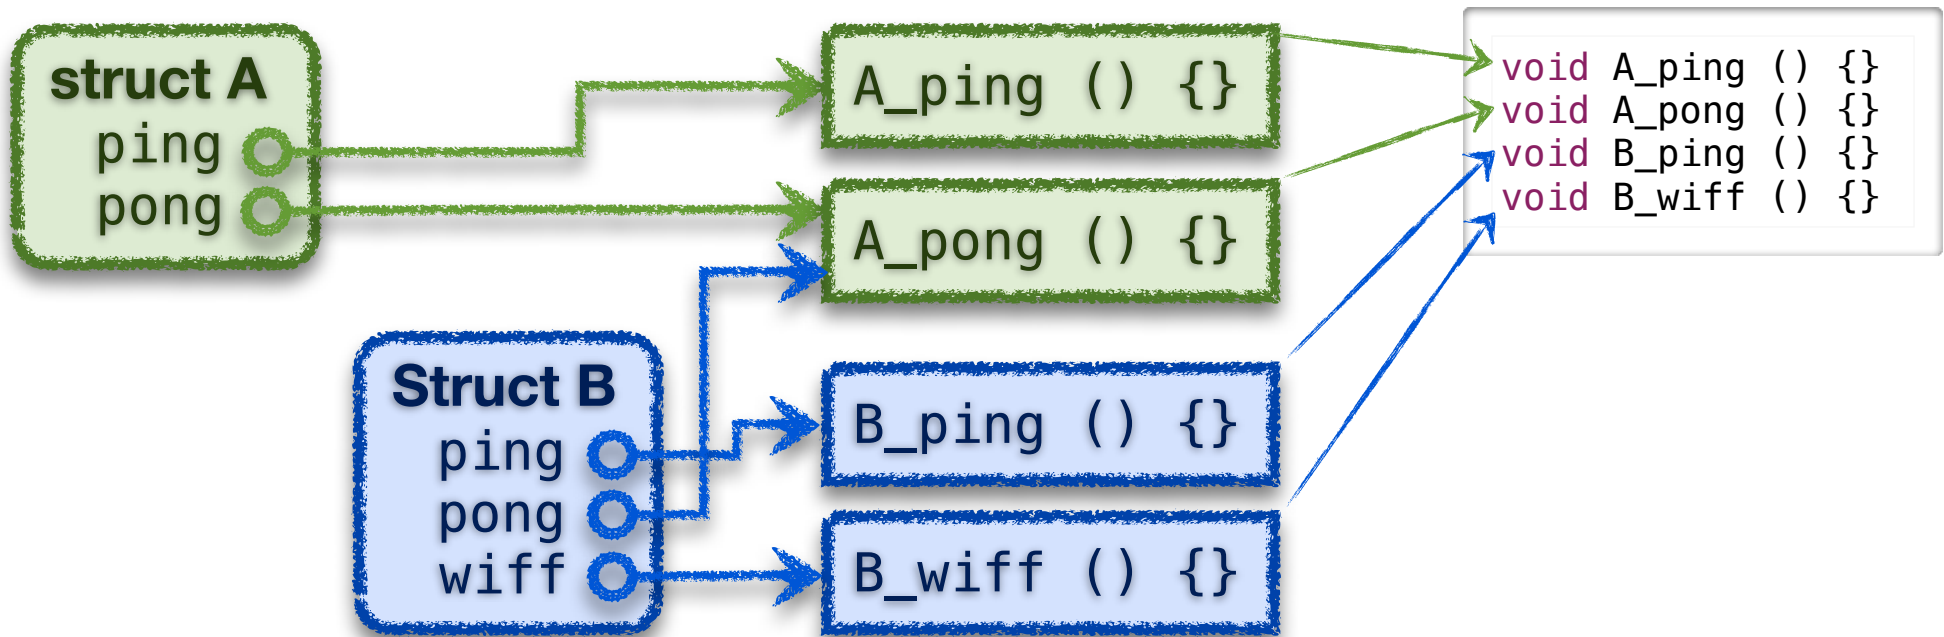 struct A
ping
pong
Struct B
ping
pong
wiff
A_ping () {}
A_pong () {}
B_ping () {}
B_wiff () {}
void A_ping () {}
void A_pong () {}
void B_ping () {}
void B_wiff () {}